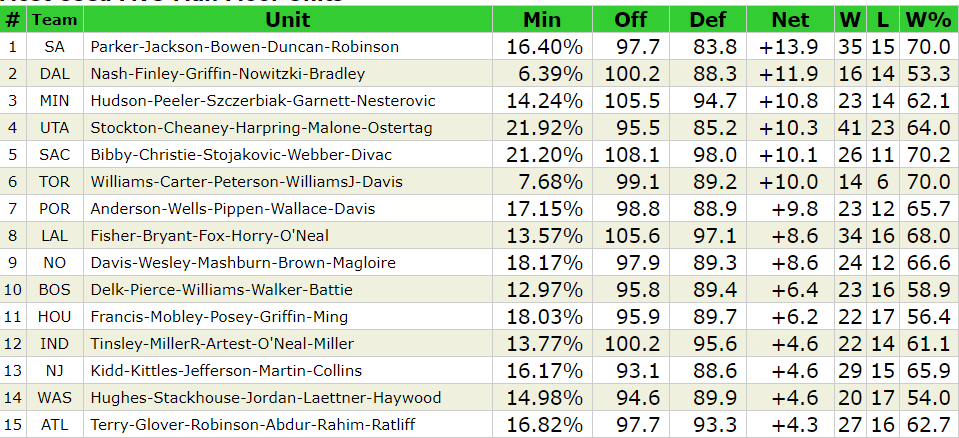 # Team Unit Min Off Def Net W L W%
1 SA Parker-Jackson-Bowen-Duncan-Robinson 16.40% 97.7 83.8 +13.9 35 15 70.0
2 DAL Nash-Finley-Griffin-Nowitzki-Bradley 6.39% 100.2 88.3 +11.9 16 14 53.3
3 MIN Hudson-Peeler-Szczerbiak-Garnett-Nesterovic 14.24% 105.5 94.7 +10.8 23 14 62.1
4 UTA Stockton-Cheaney-Harpring-Malone-Ostertag 21.92% 95.5 85.2 +10.3 41 23 64.0
5 SAC Bibby-Christie-Stojakovic-Webber-Divac 21.20% 108.1 98.0 +10.1 26 11 70.2
6 TOR Williams-Carter-Peterson-WilliamsJ-Davis 7.68% 99.1 89.2 +10.0 14 6 70.0
7 POR Anderson-Wells-Pippen-Wallace-Davis 17.15% 98.8 88.9 +9.8 23 12 65.7
8 LAL Fisher-Bryant-Fox-Horry-O'Neal 13.57% 105.6 97.1 +8.6 34 16 68.0
9 NO Davis-Wesley-Mashburn-Brown-Magloire 18.17% 97.9 89.3 +8.6 24 12 66.6
10 BOS Delk-Pierce-Williams-Walker-Battie 12.97% 95.8 89.4 +6.4 23 16 58.9
11 HOU Francis-Mobley-Posey-Griffin-Ming 18.03% 95.9 89.7 +6.2 22 17 56.4
12 IND Tinsley-MillerR-Artest-O'Neal-Miller 13.77% 100.2 95.6 +4.6 22 14 61.1
13 NJ Kidd-Kittles-Jefferson-Martin-Collins 16.17% 93.1 88.6 +4.6 29 15 65.9
14 WAS Hughes-Stackhouse-Jordan-Laettner-Haywood 14.98% 94.6 89.9 +4.6 20 17 54.0
15 ATL Terry-Glover-Robinson-Abdur-Rahim-Ratliff 16.82% 97.7 93.3 +4.3 27 16 62.7